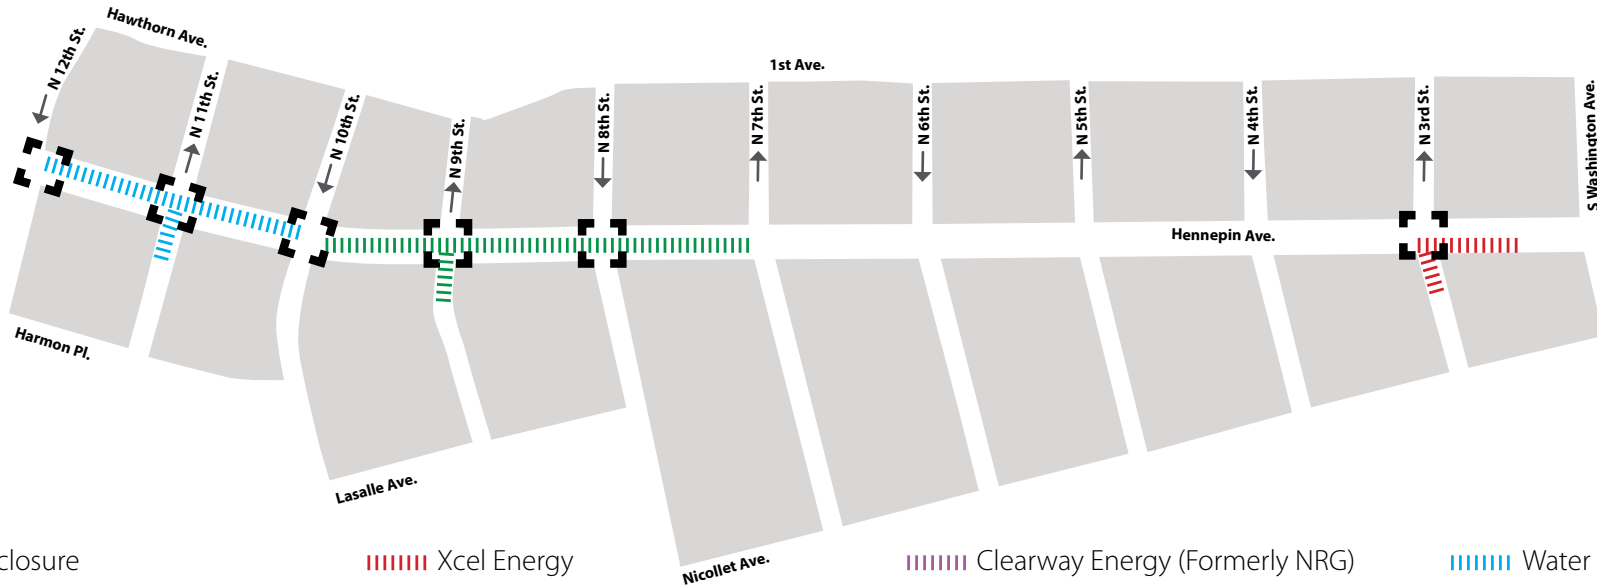 Hawthorn Ave.
N 12th St.
N 11th St.
N 10th St.
N 9th St.
N 8th St.
1st Ave.
N 7th St.
N 6th St.
N 5th St.
N 4th St.
N 3rd St.
S Washington Ave.
Hennepin Ave.
Harmon Pl.
Lasalle Ave.
Nicollet Ave.
closure
Xcel Energy
Clearway Energy (Formerly NRG)
Water